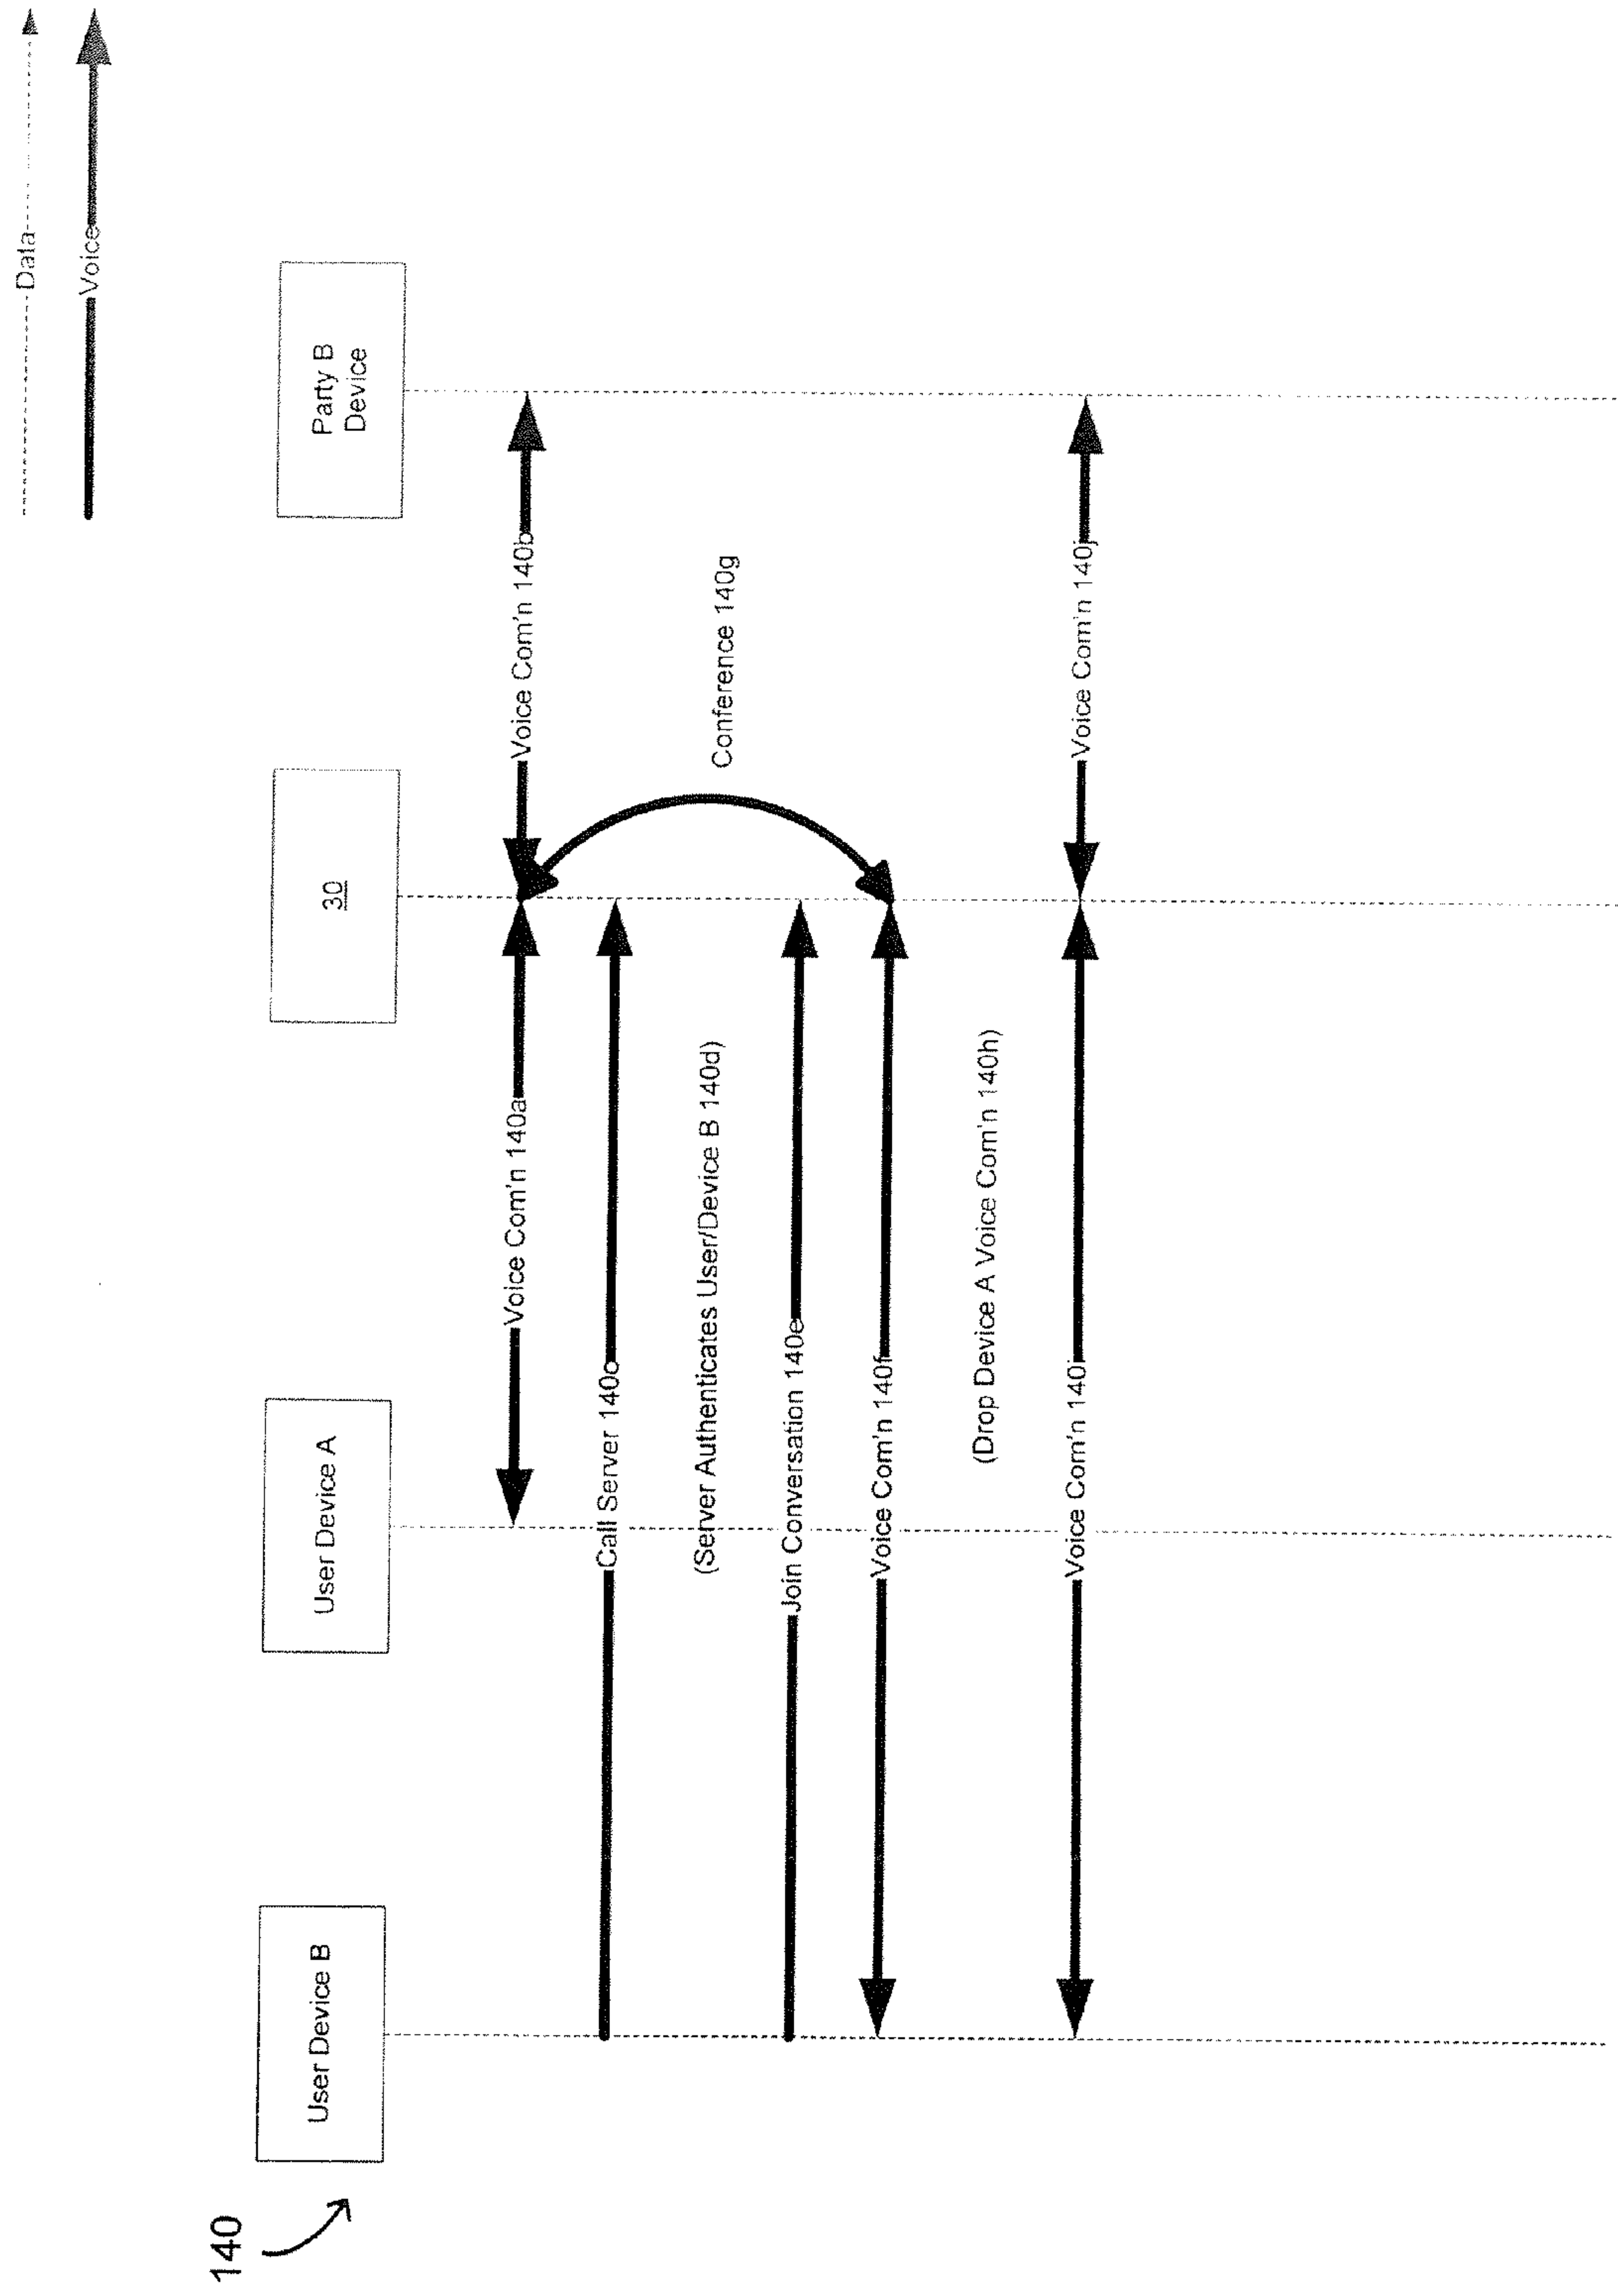 Data
Voice
140
User Device B
User Device A
30
Party B
Device
Voice Com'n 140a
Voice Com'n 140b
Call Server 140c
(Server Authenticates User/Device B 140d)
Conference 140g
Join Conversation 140e
Voice Com'n 140f
(Drop Device A Voice Com'n 140h)
Voice Com'n 140i
Voice Com'n 140j